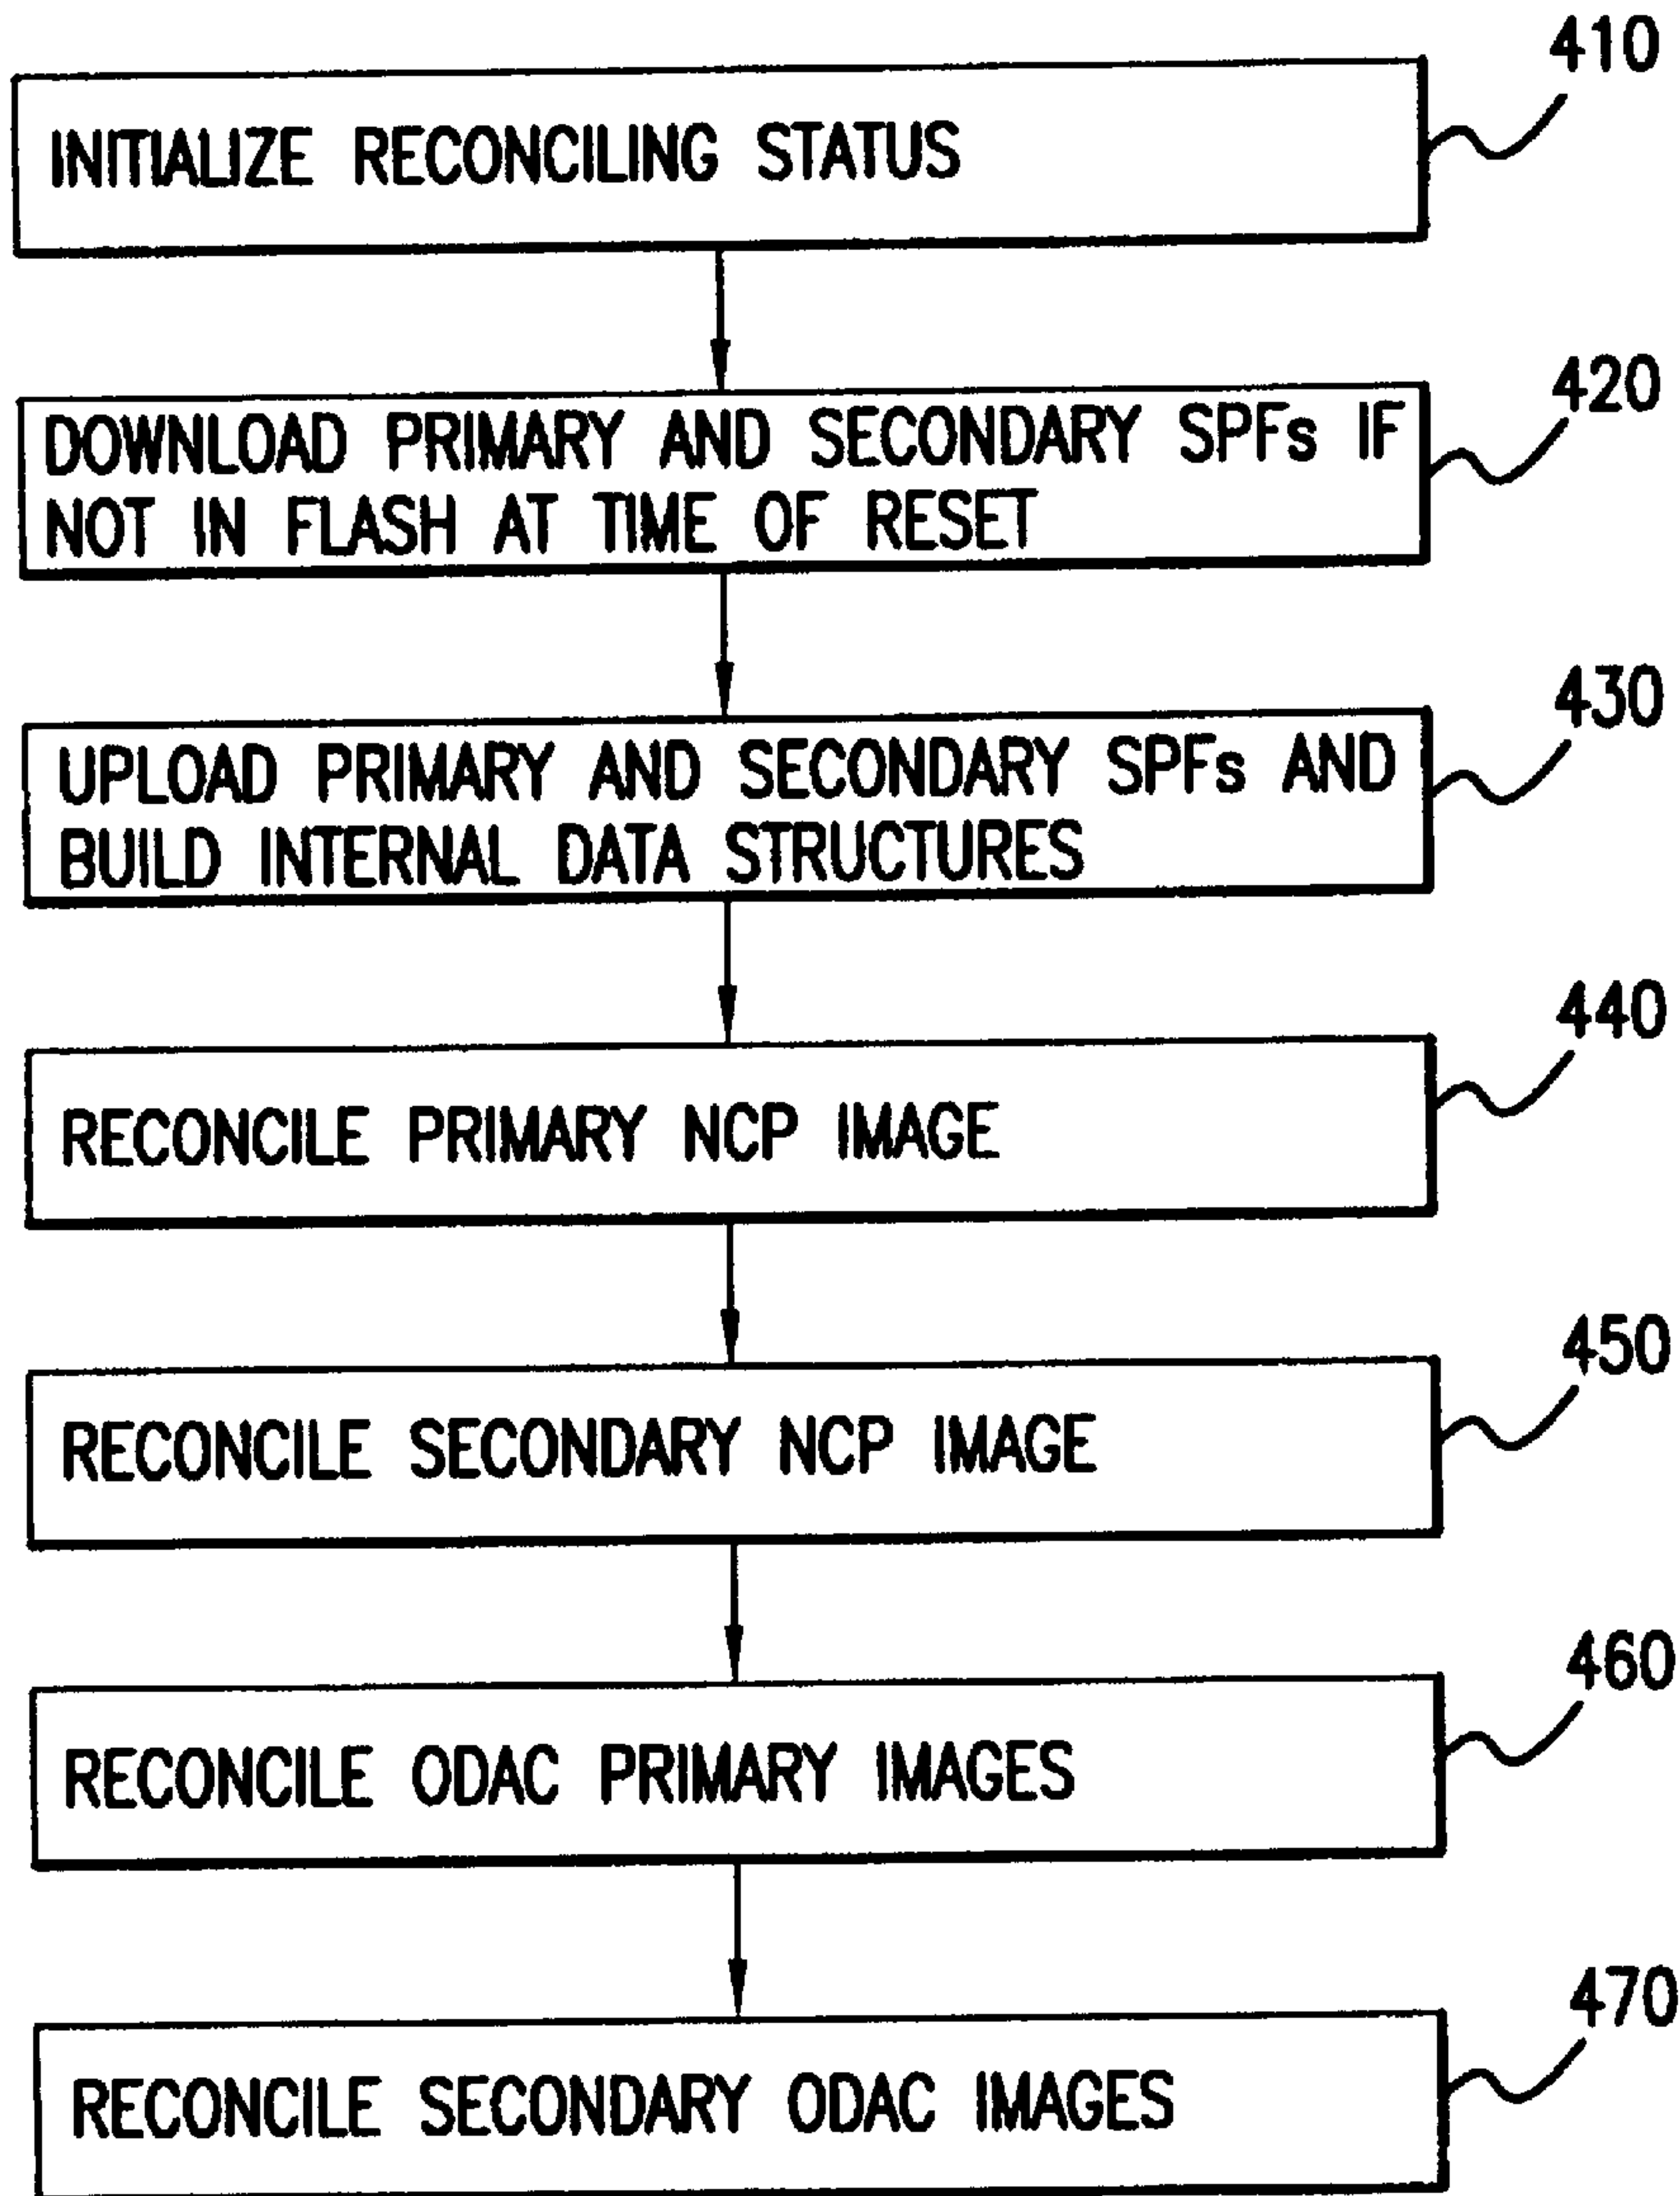 410
INITIALIZE RECONCILING STATUS
420
DOWNLOAD PRIMARY AND SECONDARY SPFs IF
NOT IN FLASH AT TIME OF RESET
430
UPLOAD PRIMARY AND SECONDARY SPFs AND
BUILD INTERNAL DATA STRUCTURES
440
RECONCILE PRIMARY NCP IMAGE
450
RECONCILE SECONDARY NCP IMAGE
460
RECONCILE ODAC PRIMARY IMAGES
470
RECONCILE SECONDARY ODAC IMAGES